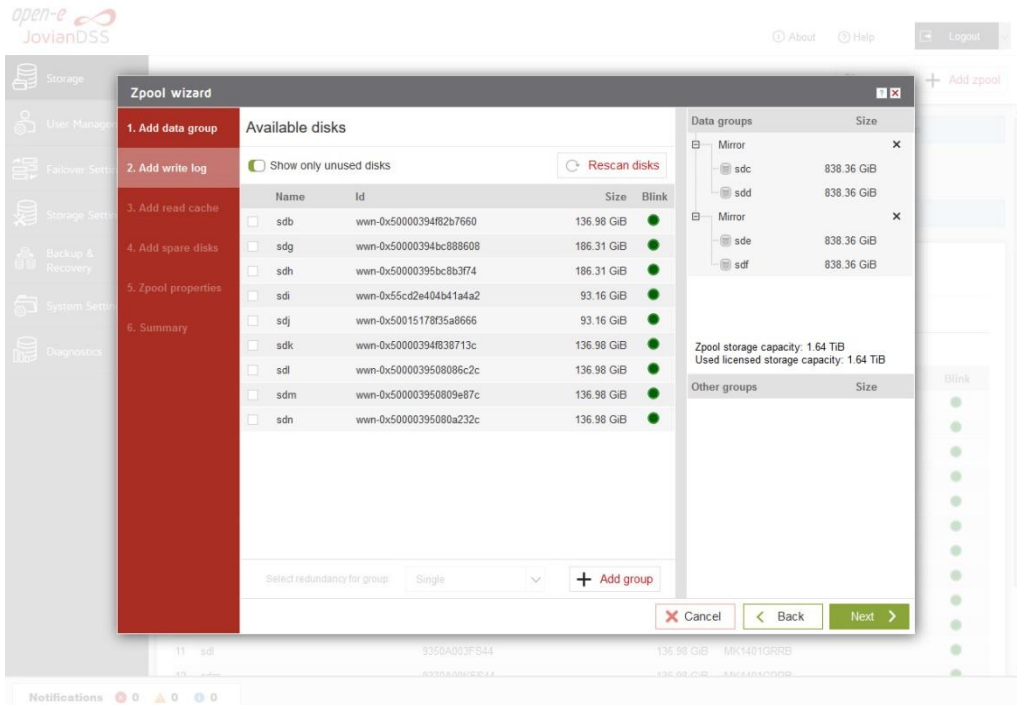 open-e
JovianDSS
About
Help
Logout
Storage
Add zpool
User Manage
Failover Setti
Storage Settin
Backup &
Recovery
System Settin
Diagnostics
Zpool wizard
1. Add data group
2. Add write log
3. Add read cache
4. Add spare disks
5. Zpool properties
6. Summary
Available disks
Show only unused disks
Rescan disks
Name Id Size Blink
sdb wwn-0x50000394f82b7660 136.98 GiB
sdg wwn-0x50000394bc888608 186.31 GiB
sdh wwn-0x50000395bc8b3f74 186.31 GiB
sdi wwn-0x55cd2e404b41a4a2 93.16 GiB
sdj wwn-0x50015178f35a8666 93.16 GiB
sdk wwn-0x50000394f838713c 136.98 GiB
sdl wwn-0x5000039508086c2c 136.98 GiB
sdm wwn-0x500003950809e87c 136.98 GiB
sdn wwn-0x50000395080a232c 136.98 GiB
Select redundancy for group: Single
Add group
Data groups Size
Mirror
sdc 838.36 GiB
sdd 838.36 GiB
Mirror
sde 838.36 GiB
sdf 838.36 GiB
Zpool storage capacity: 1.64 TiB
Used licensed storage capacity: 1.64 TiB
Other groups Size
Cancel
Back
Next
Blink
11 sdl 9350A003FS44 136.98 GiB MK1401GRRB
Notifications 0 0 0